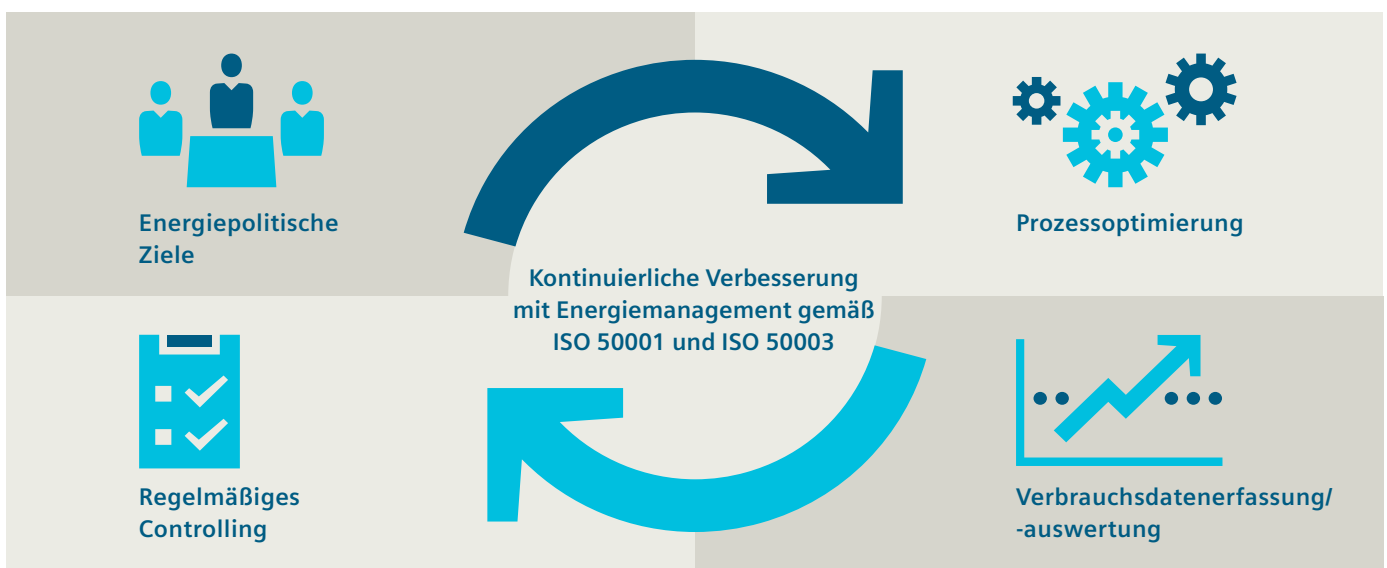 Energiepolitische
Ziele
Prozessoptimierung
Kontinuierliche Verbesserung
mit Energiemanagement gemäß
ISO 50001 und ISO 50003
Regelmäßiges
Controlling
Verbrauchsdatenerfassung/
-auswertung